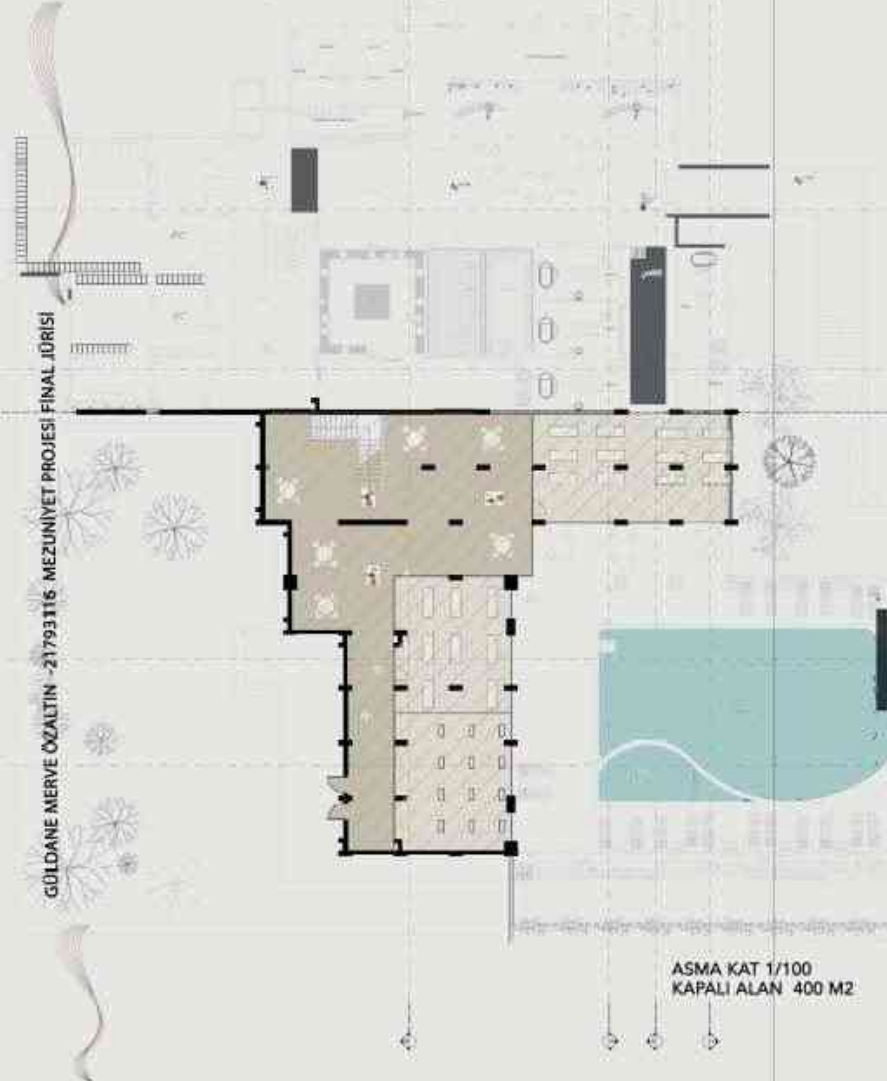 GÜLDANE MERVE ÖZALTIN -21793116 MEZUNİYET PROJESİ FİNAL JÜRİSİ
ASMA KAT 1/100
KAPALI ALAN 400 M2